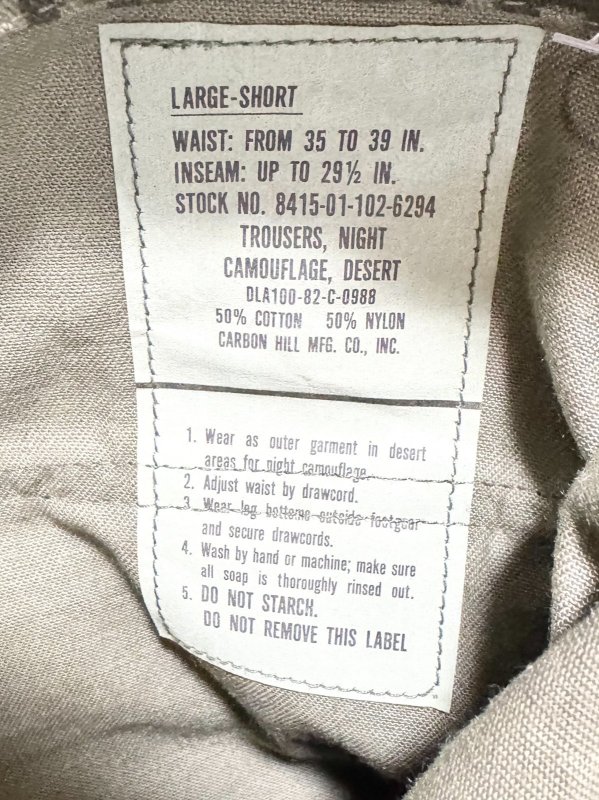 LARGE-SHORT
WAIST: FROM 35 TO 39 IN.
INSEAM: UP TO 29½ IN.
STOCK NO. 8415-01-102-6294
TROUSERS, NIGHT
CAMOUFLAGE, DESERT
DLA100-82-C-0988
50% COTTON 50% NYLON
CARBON HILL MFG. CO., INC.
1. Wear as outer garment in desert
areas for night camouflage.
2. Adjust waist by drawcord.
3. Wear leg bottoms outside footgear
and secure drawcords.
4. Wash by hand or machine; make sure
all soap is thoroughly rinsed out.
5. DO NOT STARCH.
DO NOT REMOVE THIS LABEL